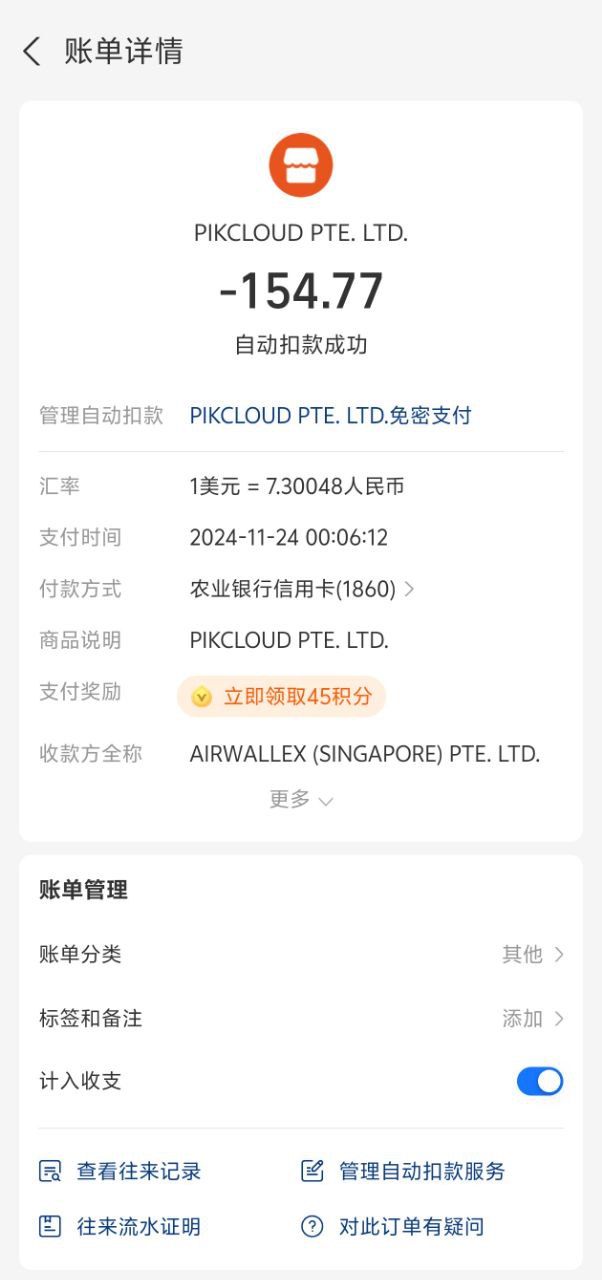 账单详情
PIKCLOUD PTE. LTD.
-154.77
自动扣款成功
管理自动扣款 PIKCLOUD PTE. LTD.免密支付
汇率 1美元 = 7.30048人民币
支付时间 2024-11-24 00:06:12
付款方式 农业银行信用卡(1860)
商品说明 PIKCLOUD PTE. LTD.
支付奖励 立即领取45积分
收款方全称 AIRWALLEX (SINGAPORE) PTE. LTD.
更多
账单管理
账单分类 其他
标签和备注 添加
计入收支
查看往来记录 管理自动扣款服务
往来流水证明 对此订单有疑问